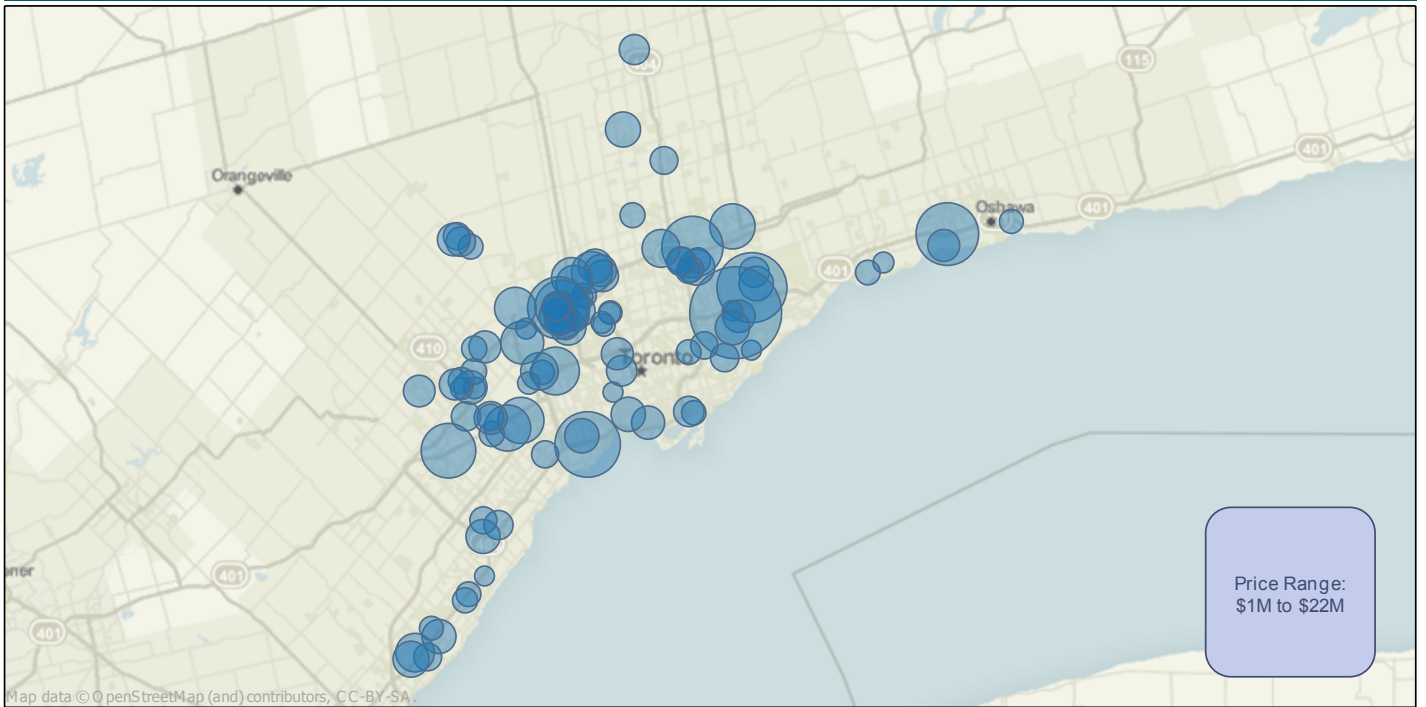 115
401
Orangeville
Oshawa
401
401
410
Toronto
401
401
Price Range:
$1M to $22M
Map data © OpenStreetMap (and) contributors, CC-BY-SA.